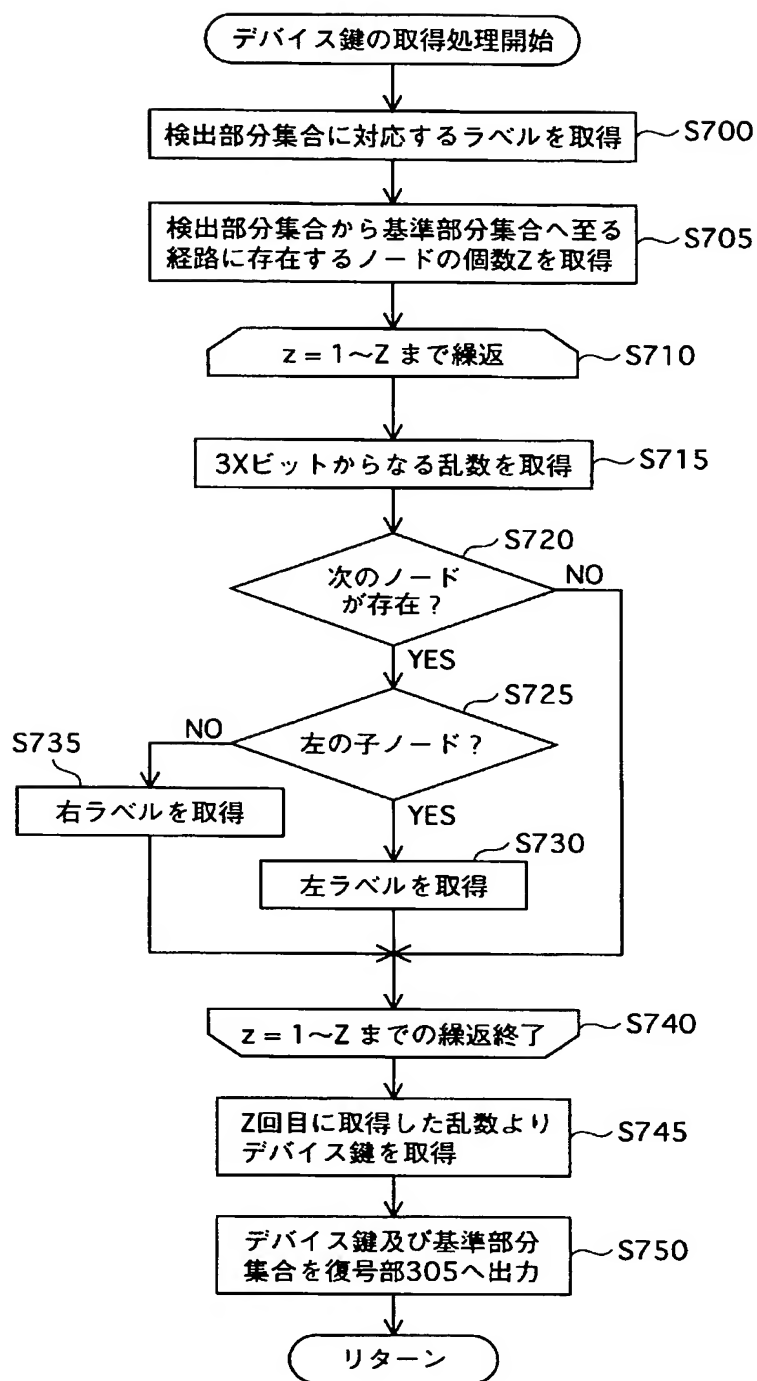 デバイス鍵の取得処理開始
検出部分集合に対応するラベルを取得
S700
検出部分集合から基準部分集合へ至る
経路に存在するノードの個数Zを取得
S705
z = 1～Z まで繰返
S710
3Xビットからなる乱数を取得
S715
S720
次のノード
が存在？
NO
YES
S725
左の子ノード？
NO
S735
右ラベルを取得
YES
S730
左ラベルを取得
z = 1～Z までの繰返終了
S740
Z回目に取得した乱数より
デバイス鍵を取得
S745
デバイス鍵及び基準部分
集合を復号部305へ出力
S750
リターン